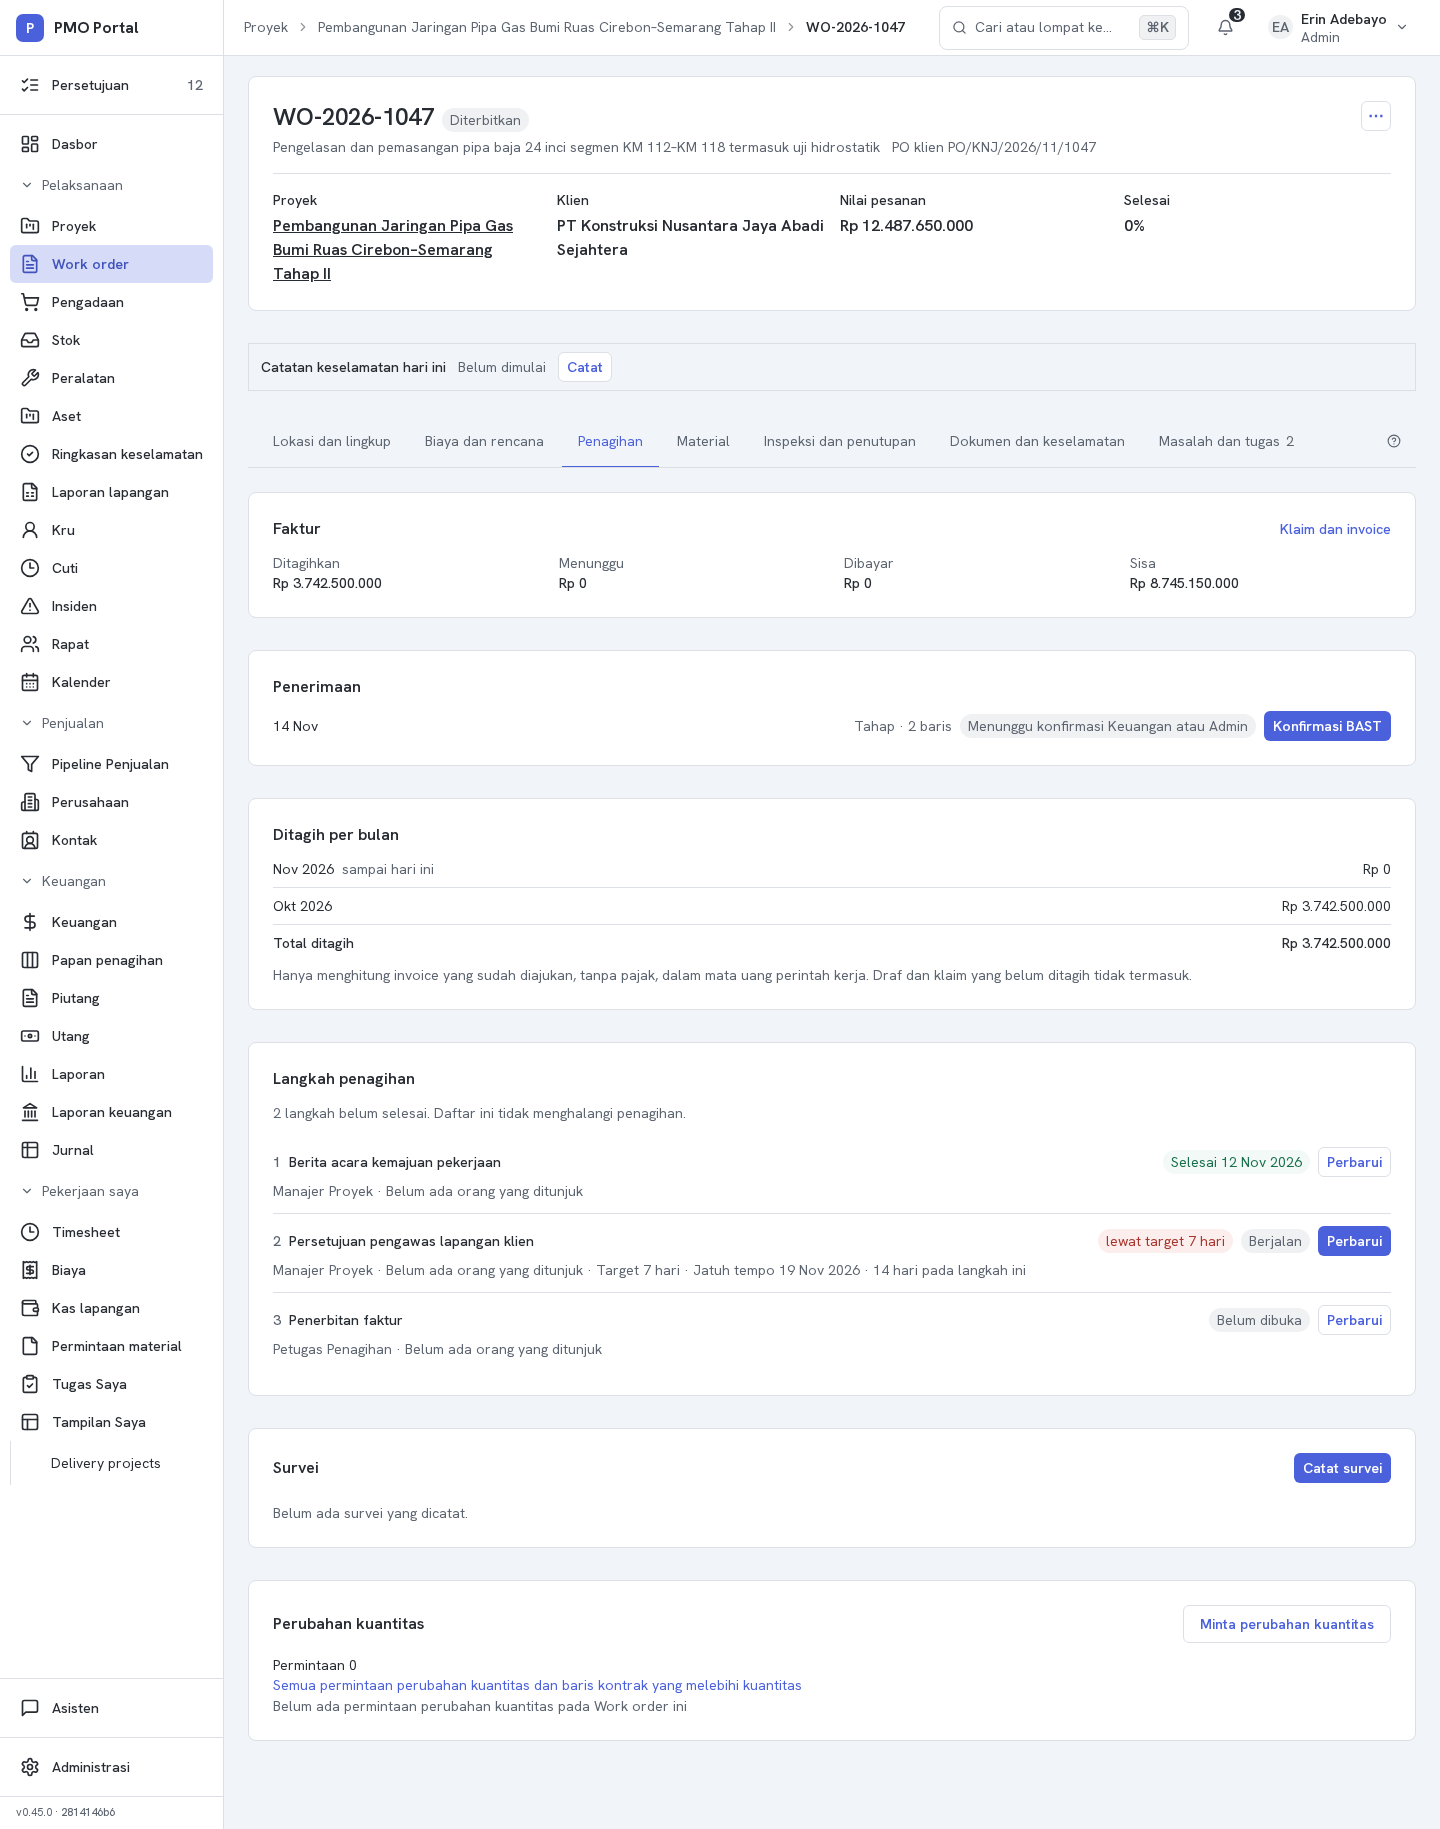 P PMO Portal
Proyek
Pembangunan Jaringan Pipa Gas Bumi Ruas Cirebon–Semarang Tahap II
WO-2026-1047
Cari atau lompat ke...
⌘K
3
EA
Erin Adebayo
Admin
Persetujuan 12
Dasbor
Pelaksanaan
Proyek
Work order
Pengadaan
Stok
Peralatan
Aset
Ringkasan keselamatan
Laporan lapangan
Kru
Cuti
Insiden
Rapat
Kalender
Penjualan
Pipeline Penjualan
Perusahaan
Kontak
Keuangan
Keuangan
Papan penagihan
Piutang
Utang
Laporan
Laporan keuangan
Jurnal
Pekerjaan saya
Timesheet
Biaya
Kas lapangan
Permintaan material
Tugas Saya
Tampilan Saya
Delivery projects
Asisten
Administrasi
v0.45.0 · 2814146b6
WO-2026-1047 Diterbitkan
Pengelasan dan pemasangan pipa baja 24 inci segmen KM 112–KM 118 termasuk uji hidrostatik PO klien PO/KNJ/2026/11/1047
Proyek
Pembangunan Jaringan Pipa Gas
Bumi Ruas Cirebon–Semarang
Tahap II
Klien
PT Konstruksi Nusantara Jaya Abadi
Sejahtera
Nilai pesanan
Rp 12.487.650.000
Selesai
0%
Catatan keselamatan hari ini Belum dimulai Catat
Lokasi dan lingkup Biaya dan rencana Penagihan Material Inspeksi dan penutupan Dokumen dan keselamatan Masalah dan tugas 2
Faktur Klaim dan invoice
Ditagihkan Menunggu Dibayar Sisa
Rp 3.742.500.000 Rp 0 Rp 0 Rp 8.745.150.000
Penerimaan
14 Nov Tahap · 2 baris Menunggu konfirmasi Keuangan atau Admin Konfirmasi BAST
Ditagih per bulan
Nov 2026 sampai hari ini Rp 0
Okt 2026 Rp 3.742.500.000
Total ditagih Rp 3.742.500.000
Hanya menghitung invoice yang sudah diajukan, tanpa pajak, dalam mata uang perintah kerja. Draf dan klaim yang belum ditagih tidak termasuk.
Langkah penagihan
2 langkah belum selesai. Daftar ini tidak menghalangi penagihan.
1 Berita acara kemajuan pekerjaan Selesai 12 Nov 2026 Perbarui
Manajer Proyek · Belum ada orang yang ditunjuk
2 Persetujuan pengawas lapangan klien lewat target 7 hari Berjalan Perbarui
Manajer Proyek · Belum ada orang yang ditunjuk · Target 7 hari · Jatuh tempo 19 Nov 2026 · 14 hari pada langkah ini
3 Penerbitan faktur Belum dibuka Perbarui
Petugas Penagihan · Belum ada orang yang ditunjuk
Survei Catat survei
Belum ada survei yang dicatat.
Perubahan kuantitas Minta perubahan kuantitas
Permintaan 0
Semua permintaan perubahan kuantitas dan baris kontrak yang melebihi kuantitas
Belum ada permintaan perubahan kuantitas pada Work order ini